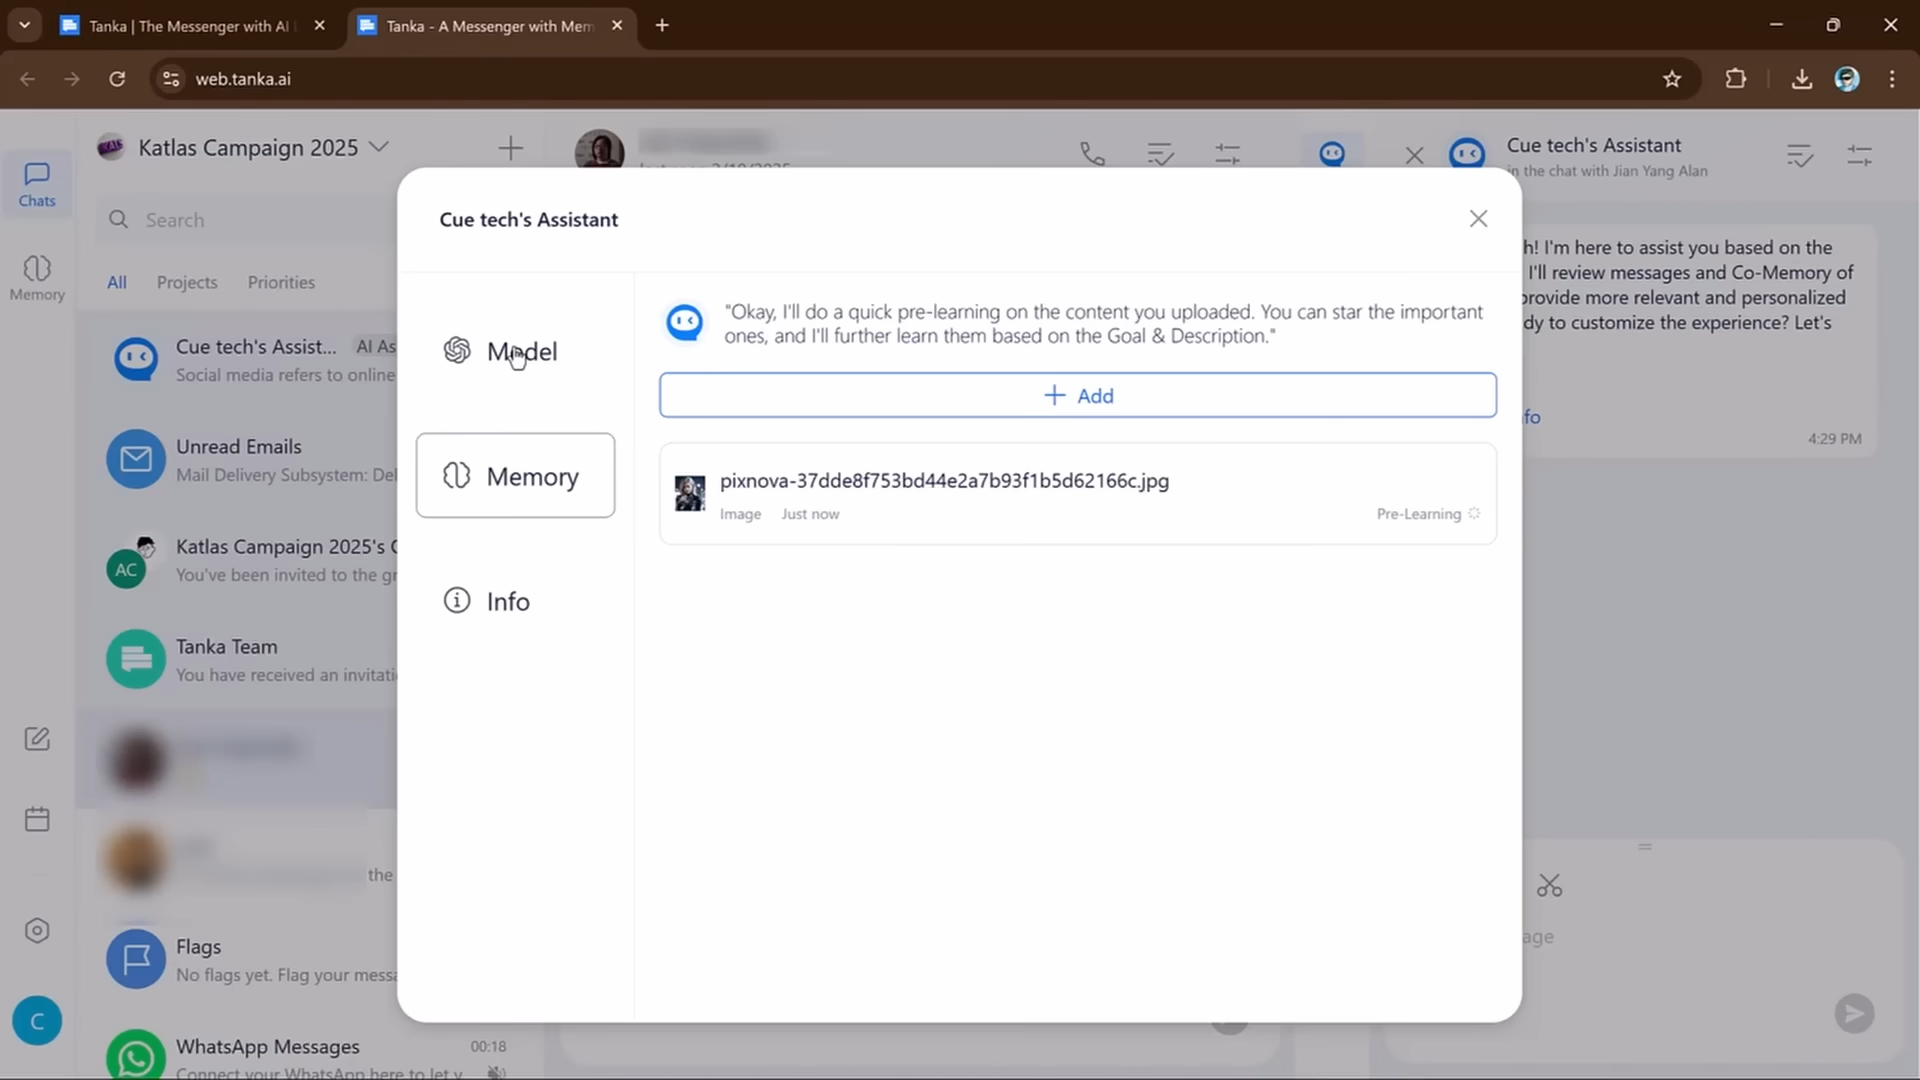 Tanka | The Messenger with AI
Tanka - A Messenger with Mem
web.tanka.ai
Chats
Memory
C
Katlas Campaign 2025
Search
All
Projects
Priorities
Cue tech's Assist...
AI As
Social media refers to online
Unread Emails
Mail Delivery Subsystem: Del
AC
Katlas Campaign 2025's
You've been invited to the gr
Tanka Team
You have received an invitati
the
Flags
No flags yet. Flag your messa
WhatsApp Messages
00:18
Connect your WhatsApp here to let y
Cue tech's Assistant
Model
Memory
Info
"Okay, I'll do a quick pre-learning on the content you uploaded. You can star the important
ones, and I'll further learn them based on the Goal & Description."
+ Add
pixnova-37dde8f753bd44e2a7b93f1b5d62166c.jpg
Image
Just now
Pre-Learning
Cue tech's Assistant
in the chat with Jian Yang Alan
h! I'm here to assist you based on the
I'll review messages and Co-Memory of
provide more relevant and personalized
dy to customize the experience? Let's
fo
4:29 PM
age